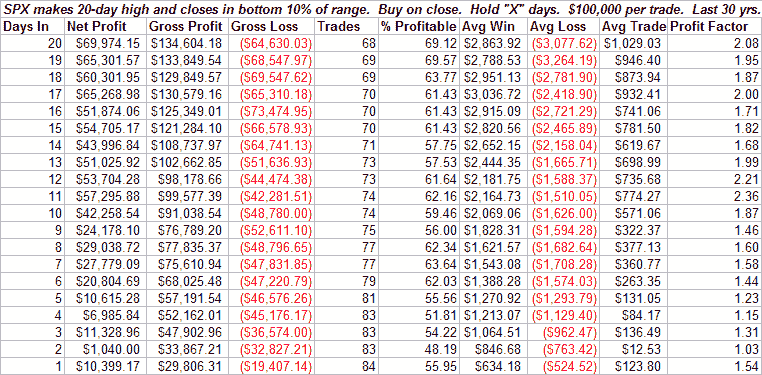 SPX makes 20-day high and closes in bottom 10% of range. Buy on close. Hold "X" days. $100,000 per trade. Last 30 yrs.
Days In Net Profit Gross Profit Gross Loss Trades % Profitable Avg Win Avg Loss Avg Trade Profit Factor
20 $69,974.15 $134,604.18 ($64,630.03) 68 69.12 $2,863.92 ($3,077.62) $1,029.03 2.08
19 $65,301.57 $133,849.54 ($68,547.97) 69 69.57 $2,788.53 ($3,264.19) $946.40 1.95
18 $60,301.95 $129,849.57 ($69,547.62) 69 63.77 $2,951.13 ($2,781.90) $873.94 1.87
17 $65,268.98 $130,579.16 ($65,310.18) 70 61.43 $3,036.72 ($2,418.90) $932.41 2.00
16 $51,874.06 $125,349.01 ($73,474.95) 70 61.43 $2,915.09 ($2,721.29) $741.06 1.71
15 $54,705.17 $121,284.10 ($66,578.93) 70 61.43 $2,820.56 ($2,465.89) $781.50 1.82
14 $43,996.84 $108,737.97 ($64,741.13) 71 57.75 $2,652.15 ($2,158.04) $619.67 1.68
13 $51,025.92 $102,662.85 ($51,636.93) 73 57.53 $2,444.35 ($1,665.71) $698.99 1.99
12 $53,704.28 $98,178.66 ($44,474.38) 73 61.64 $2,181.75 ($1,588.37) $735.68 2.21
11 $57,295.88 $99,577.39 ($42,281.51) 74 62.16 $2,164.73 ($1,510.05) $774.27 2.36
10 $42,258.54 $91,038.54 ($48,780.00) 74 59.46 $2,069.06 ($1,626.00) $571.06 1.87
9 $24,178.10 $76,789.20 ($52,611.10) 75 56.00 $1,828.31 ($1,594.28) $322.37 1.46
8 $29,038.72 $77,835.37 ($48,796.65) 77 62.34 $1,621.57 ($1,682.64) $377.13 1.60
7 $27,779.09 $75,610.94 ($47,831.85) 77 63.64 $1,543.08 ($1,708.28) $360.77 1.58
6 $20,804.69 $68,025.48 ($47,220.79) 79 62.03 $1,388.28 ($1,574.03) $263.35 1.44
5 $10,615.28 $57,191.54 ($46,576.26) 81 55.56 $1,270.92 ($1,293.79) $131.05 1.23
4 $6,985.84 $52,162.01 ($45,176.17) 83 51.81 $1,213.07 ($1,129.40) $84.17 1.15
3 $11,328.96 $47,902.96 ($36,574.00) 83 54.22 $1,064.51 ($962.47) $136.49 1.31
2 $1,040.00 $33,867.21 ($32,827.21) 83 48.19 $846.68 ($763.42) $12.53 1.03
1 $10,399.17 $29,806.31 ($19,407.14) 84 55.95 $634.18 ($524.52) $123.80 1.54